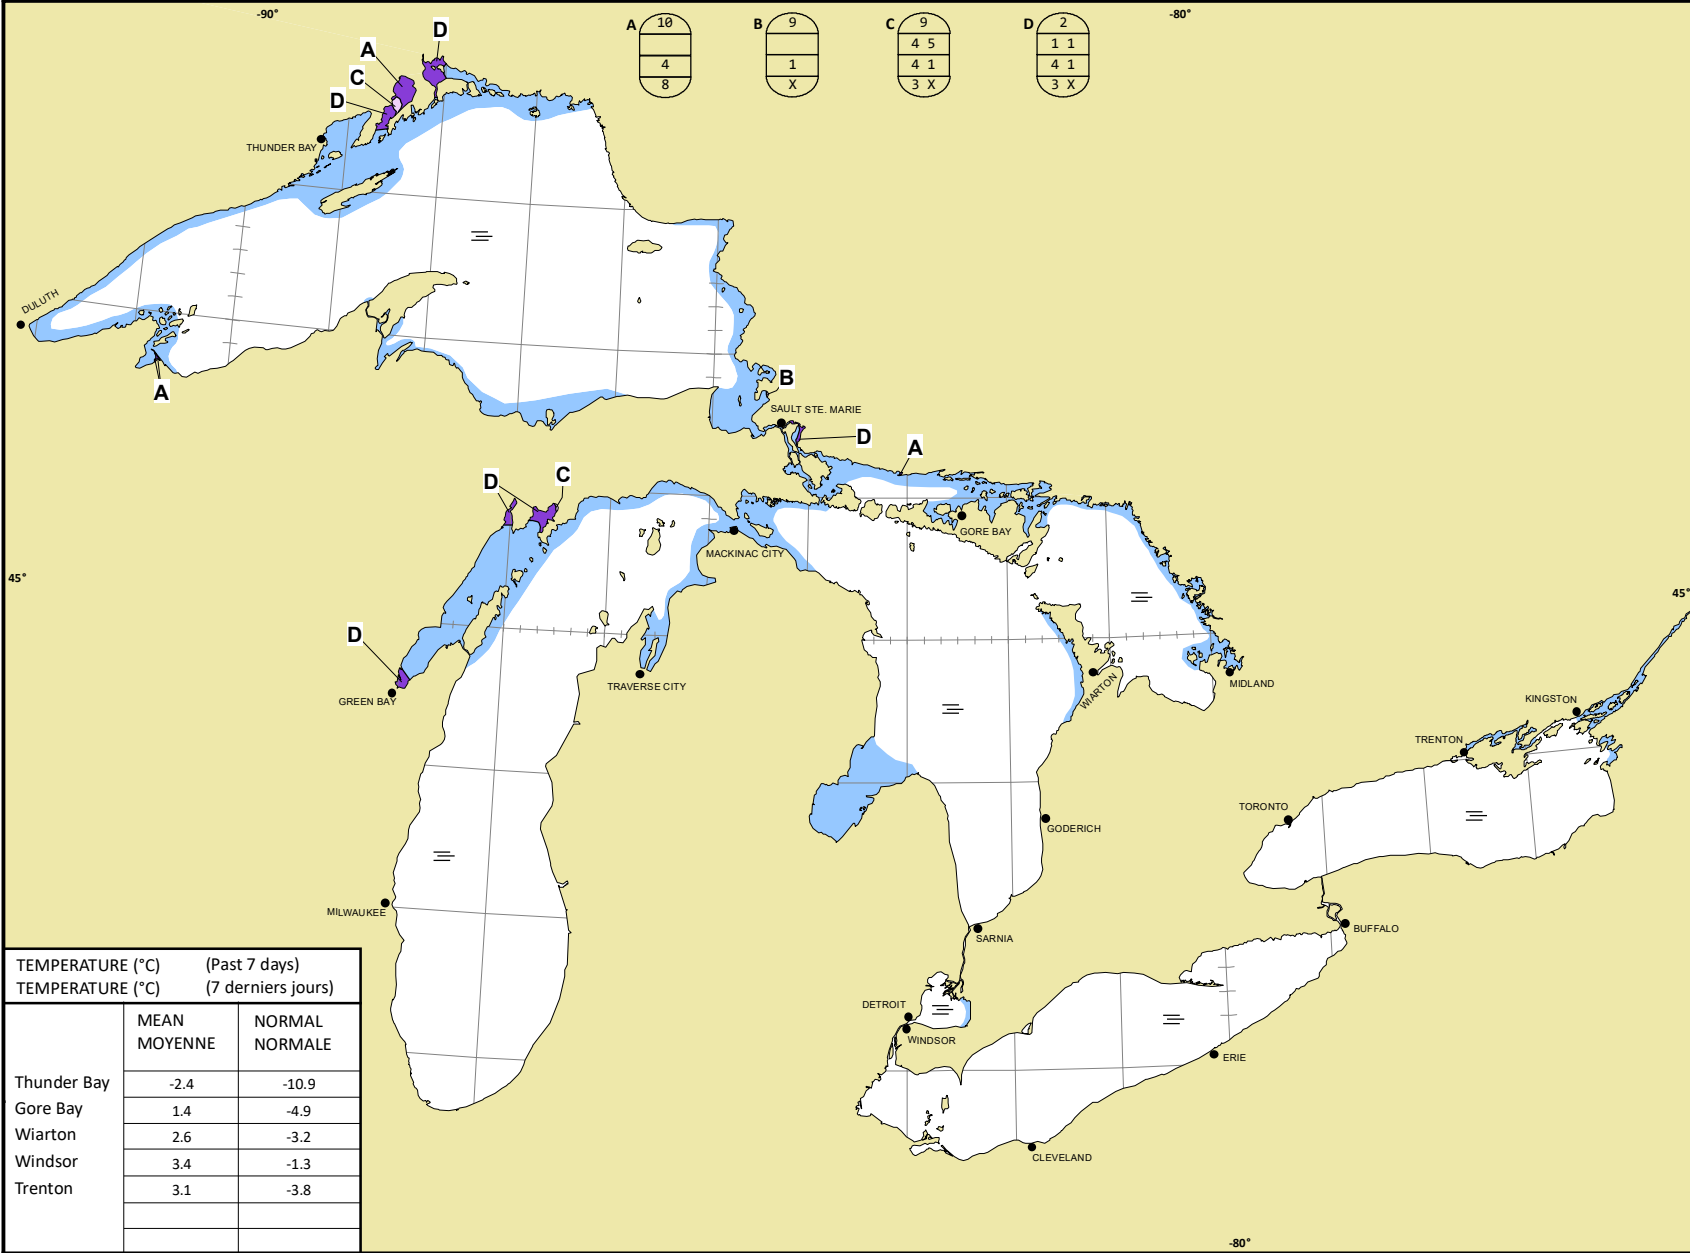 -90°
-80°
A
10
4
8
B
9
1
X
C
9
4 5
4 1
3 X
D
2
1 1
4 1
3 X
D
A
C
D
THUNDER BAY
DULUTH
A
B
SAULT STE. MARIE
D
A
D
C
GORE BAY
MACKINAC CITY
45°
45°
D
GREEN BAY
TRAVERSE CITY
WIARTON
MIDLAND
KINGSTON
TRENTON
TORONTO
GODERICH
MILWAUKEE
SARNIA
BUFFALO
DETROIT
WINDSOR
ERIE
CLEVELAND
-80°
TEMPERATURE (°C) (Past 7 days)
TEMPERATURE (°C) (7 derniers jours)
MEAN NORMAL
MOYENNE NORMALE
Thunder Bay -2.4 -10.9
Gore Bay 1.4 -4.9
Wiarton 2.6 -3.2
Windsor 3.4 -1.3
Trenton 3.1 -3.8